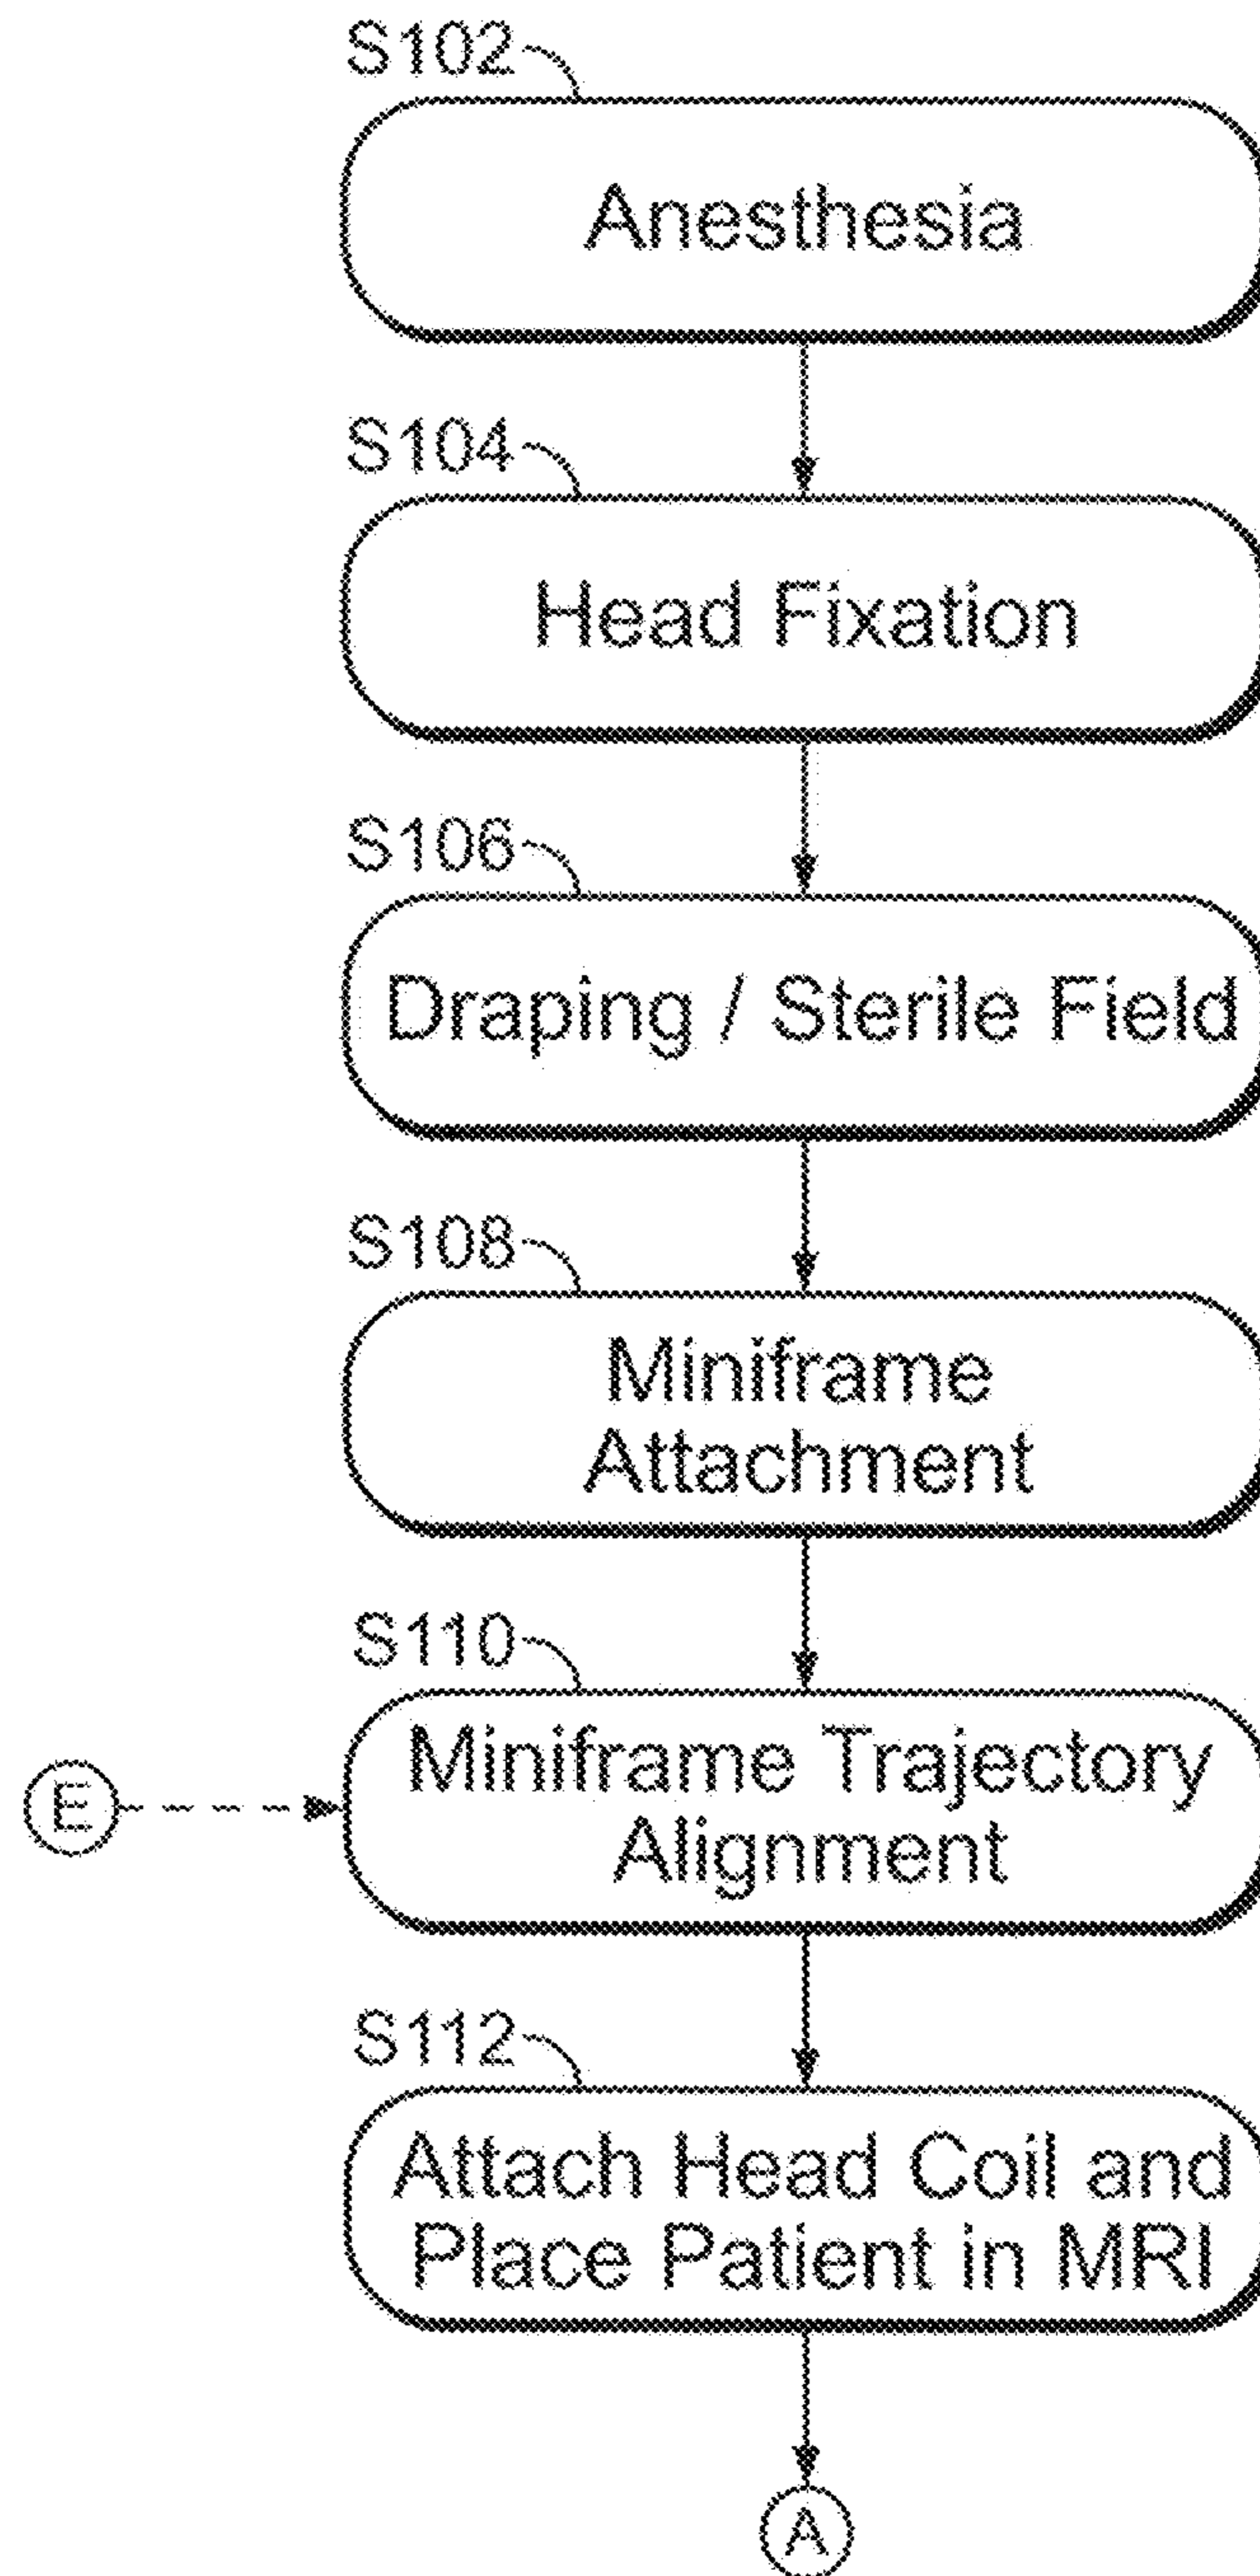 S102
Anesthesia
S104
Head Fixation
S106
Draping / Sterile Field
S108
Miniframe
Attachment
S110
Miniframe Trajectory
Alignment
E
S112
Attach Head Coil and
Place Patient in MRI
A